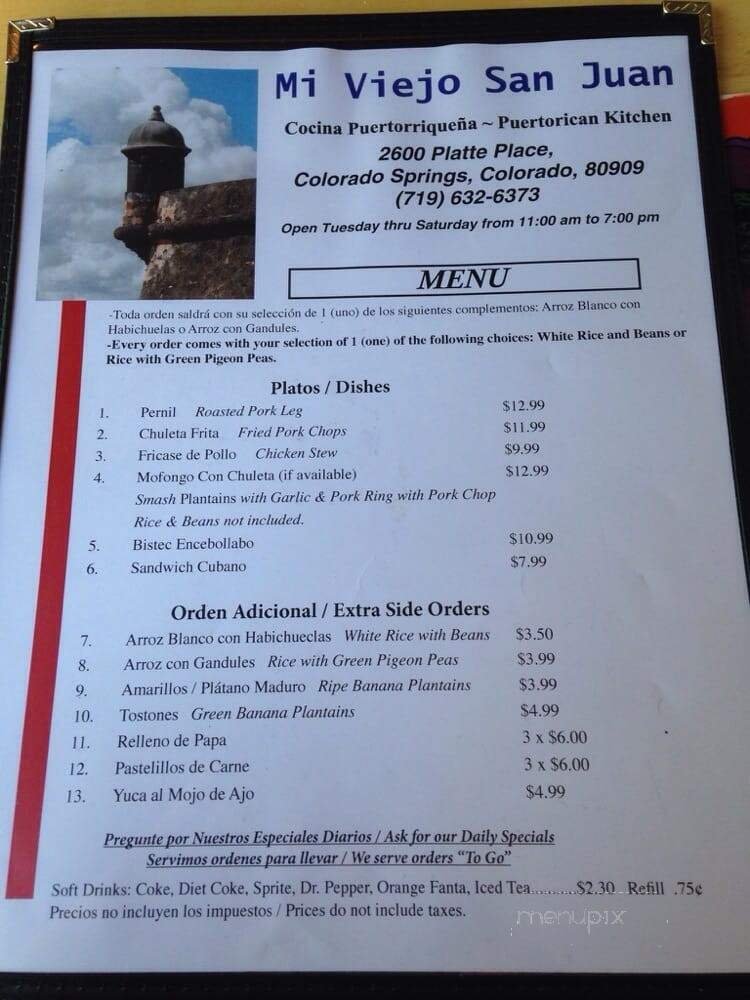 Mi Viejo San Juan
Cocina Puertorriqueña ~ Puertorican Kitchen
2600 Platte Place,
Colorado Springs, Colorado, 80909
(719) 632-6373
Open Tuesday thru Saturday from 11:00 am to 7:00 pm
MENU
-Toda orden saldrá con su selección de 1 (uno) de los siguientes complementos: Arroz Blanco con
Habichuelas o Arroz con Gandules.
-Every order comes with your selection of 1 (one) of the following choices: White Rice and Beans or
Rice with Green Pigeon Peas.
Platos / Dishes
1. Pernil Roasted Pork Leg $12.99
2. Chuleta Frita Fried Pork Chops $11.99
3. Fricase de Pollo Chicken Stew $9.99
4. Mofongo Con Chuleta (if available) $12.99
Smash Plantains with Garlic & Pork Ring with Pork Chop
Rice & Beans not included.
5. Bistec Encebollabo $10.99
6. Sandwich Cubano $7.99
Orden Adicional / Extra Side Orders
7. Arroz Blanco con Habichueclas White Rice with Beans $3.50
8. Arroz con Gandules Rice with Green Pigeon Peas $3.99
9. Amarillos / Plátano Maduro Ripe Banana Plantains $3.99
10. Tostones Green Banana Plantains $4.99
11. Relleno de Papa 3 x $6.00
12. Pastelillos de Carne 3 x $6.00
13. Yuca al Mojo de Ajo $4.99
Pregunte por Nuestros Especiales Diarios / Ask for our Daily Specials
Servimos ordenes para llevar / We serve orders "To Go"
Soft Drinks: Coke, Diet Coke, Sprite, Dr. Pepper, Orange Fanta, Iced Tea..........$2.30 Refill .75¢
Precios no incluyen los impuestos / Prices do not include taxes.
menupix